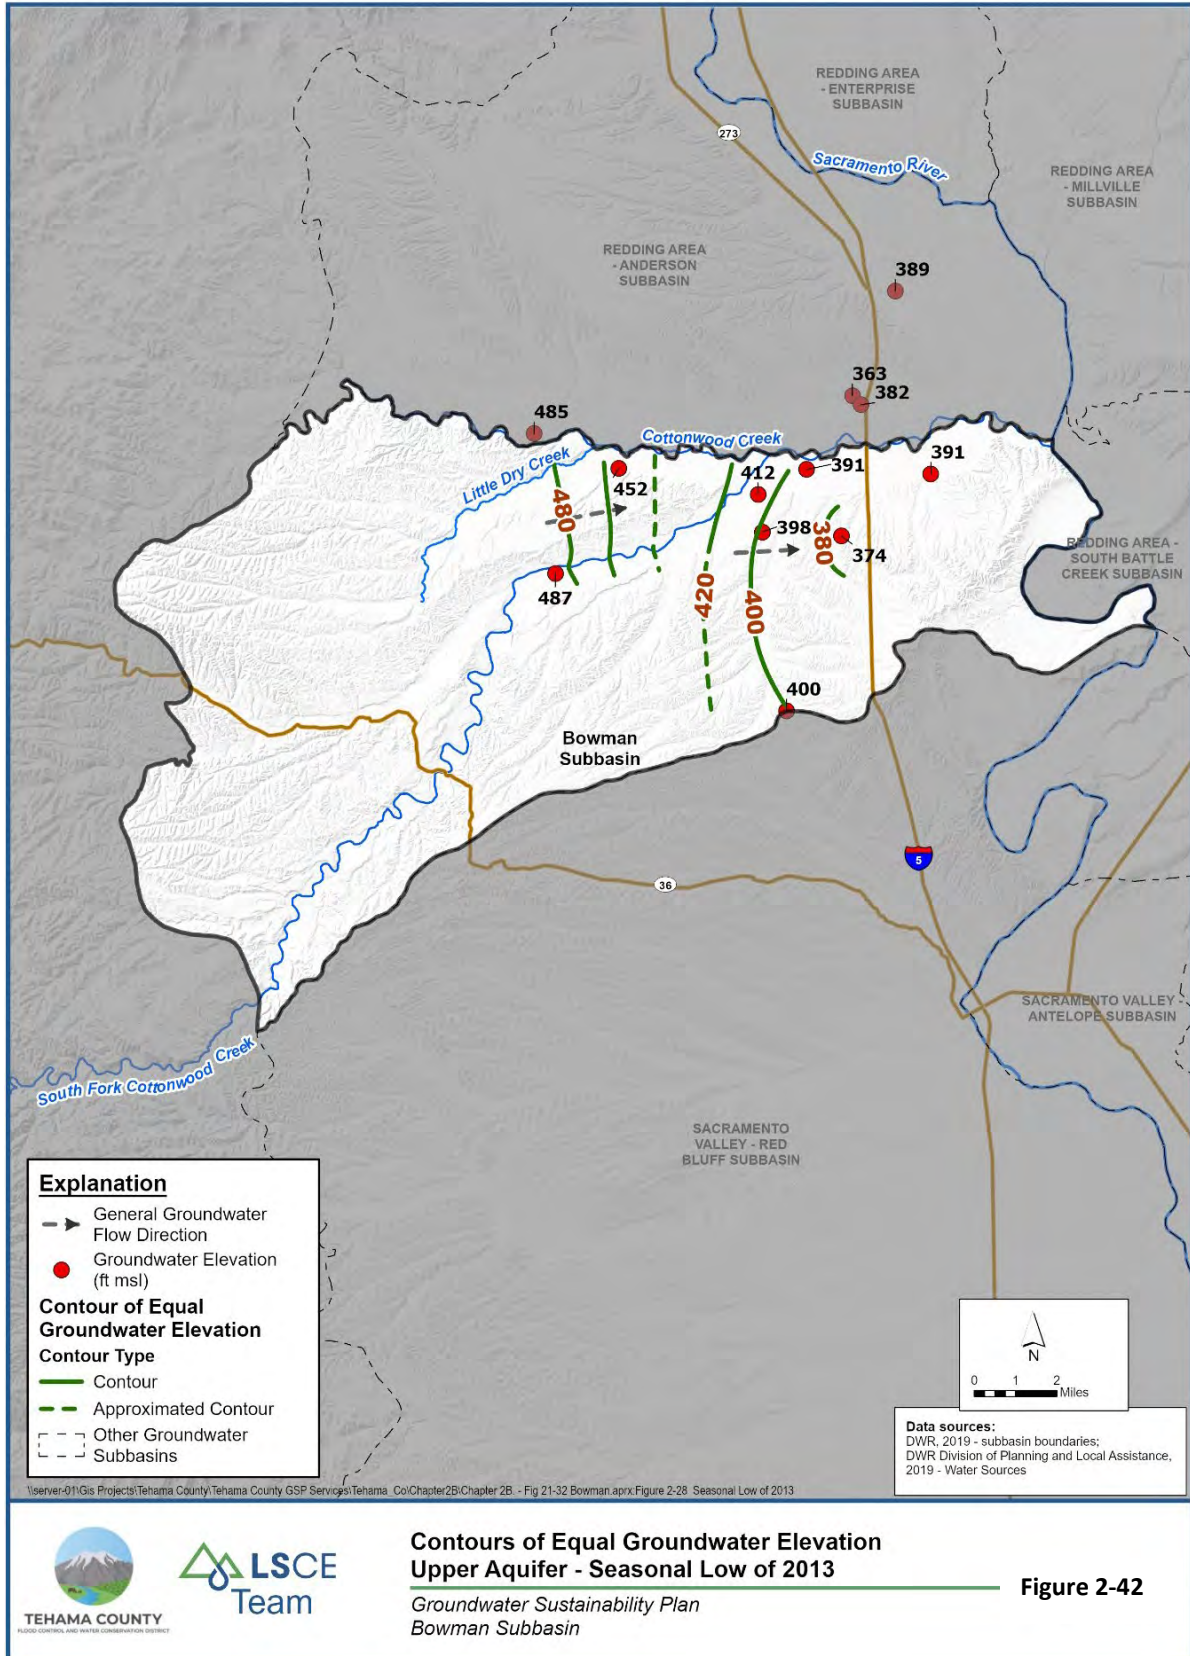 REDDING AREA
- ENTERPRISE
SUBBASIN
273
Sacramento River
REDDING AREA
- MILLVILLE
SUBBASIN
REDDING AREA
- ANDERSON
SUBBASIN
389
363
382
485
Cottonwood Creek
Little Dry Creek
452
412
391
391
480
398
380
374
REDDING AREA -
SOUTH BATTLE
CREEK SUBBASIN
487
420
400
400
Bowman
Subbasin
5
36
SACRAMENTO VALLEY -
ANTELOPE SUBBASIN
South Fork Cottonwood Creek
SACRAMENTO
VALLEY - RED
BLUFF SUBBASIN
Explanation
General Groundwater
Flow Direction
Groundwater Elevation
(ft msl)
Contour of Equal
Groundwater Elevation
Contour Type
Contour
Approximated Contour
Other Groundwater
Subbasins
N
0 1 2
Miles
Data sources:
DWR, 2019 - subbasin boundaries;
DWR Division of Planning and Local Assistance,
2019 - Water Sources
\\server-01\Gis Projects\Tehama County\Tehama County GSP Services\Tehama_Co\Chapter2B\Chapter 2B. - Fig 21-32 Bowman.aprx:Figure 2-28 Seasonal Low of 2013
TEHAMA COUNTY
FLOOD CONTROL AND WATER CONSERVATION DISTRICT
LSCE
Team
Contours of Equal Groundwater Elevation
Upper Aquifer - Seasonal Low of 2013
Groundwater Sustainability Plan
Bowman Subbasin
Figure 2-42